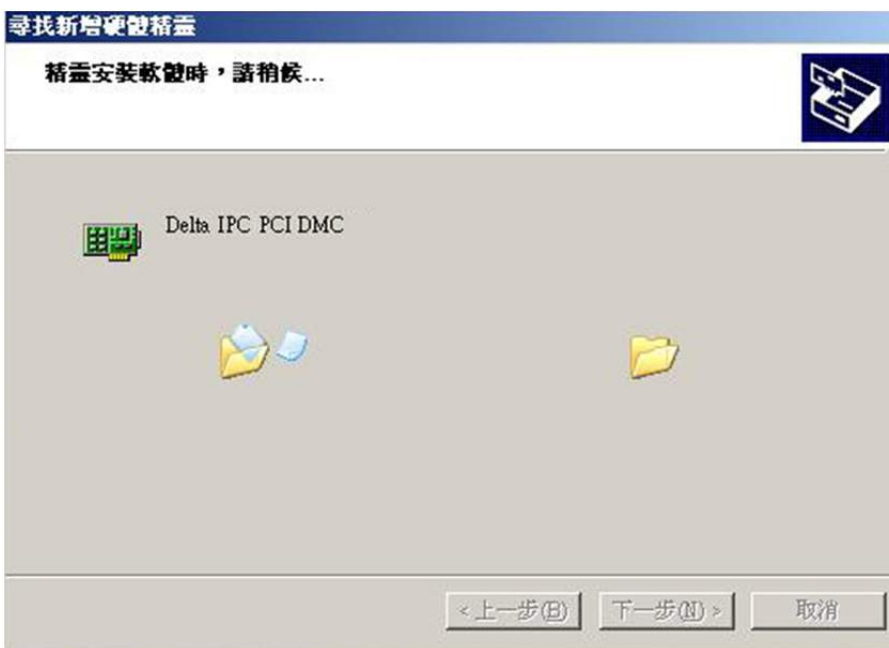 尋找新增硬體精靈
精靈安裝軟體時，請稍候...
Delta IPC PCI DMC
<上一步(B)
下一步(N)>
取消